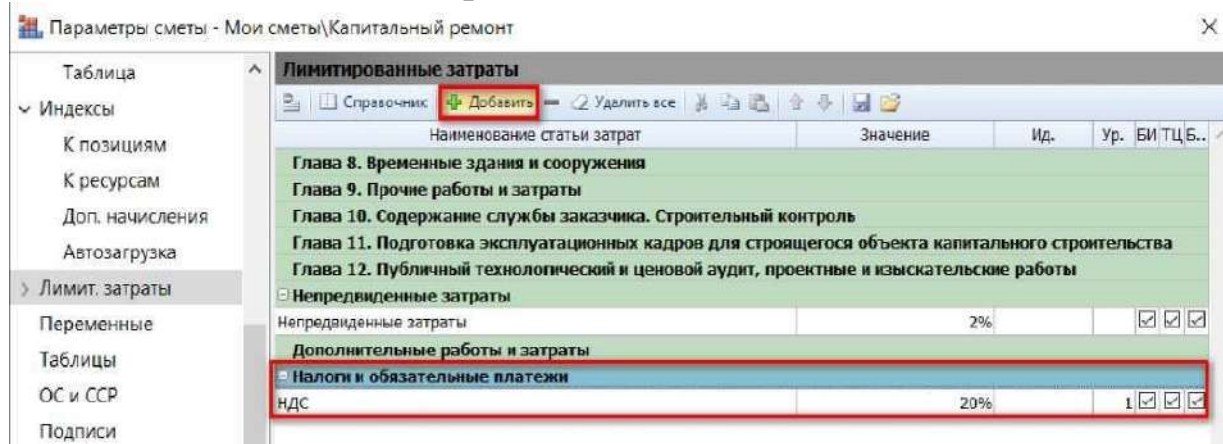 Параметры сметы - Мои сметы\Капитальный ремонт
Таблица
Индексы
К позициям
К ресурсам
Доп. начисления
Автозагрузка
Лимит. затраты
Переменные
Таблицы
ОС и ССР
Подписи
Лимитированные затраты
Справочник Добавить Удалить все
Наименование статьи затрат Значение Ид. Ур. БИ ТЦ Б..
Глава 8. Временные здания и сооружения
Глава 9. Прочие работы и затраты
Глава 10. Содержание службы заказчика. Строительный контроль
Глава 11. Подготовка эксплуатационных кадров для строящегося объекта капитального строительства
Глава 12. Публичный технологический и ценовой аудит, проектные и изыскательские работы
Непредвиденные затраты
Непредвиденные затраты 2%
Дополнительные работы и затраты
Налоги и обязательные платежи
НДС 20% 1